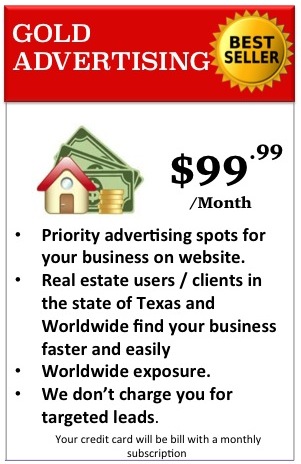 GOLD
ADVERTISING
BEST
SELLER
$99.99
/Month
• Priority advertising spots for
your business on website.
• Real estate users / clients in
the state of Texas and
Worldwide find your business
faster and easily
• Worldwide exposure.
• We don’t charge you for
targeted leads.
Your credit card will be bill with a monthly
subscription